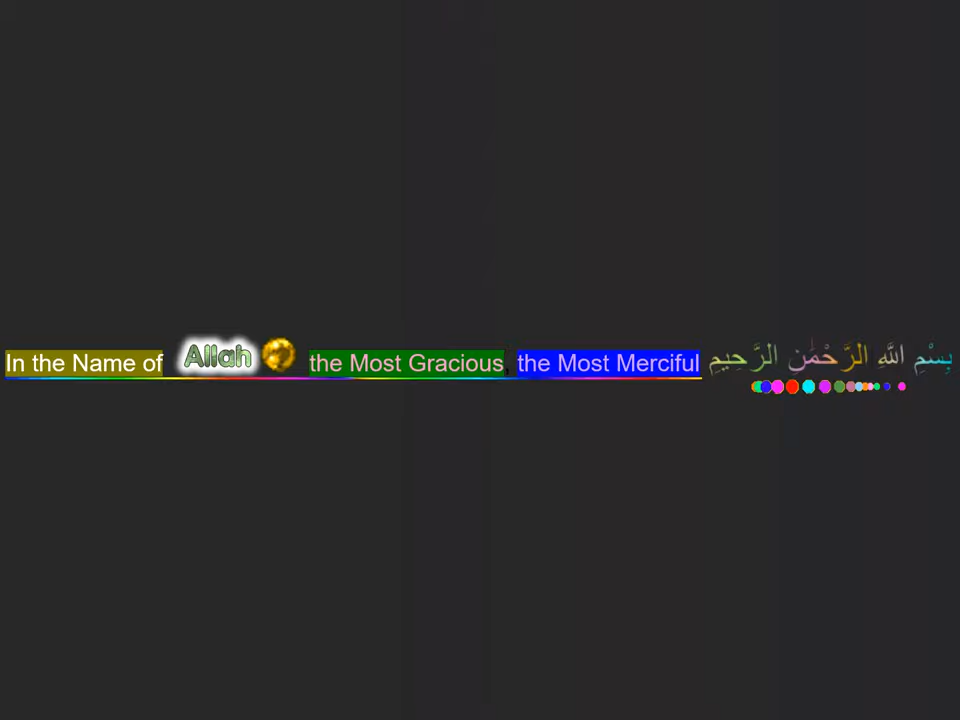 In the Name of Allah the Most Gracious, the Most Merciful بِسْمِ اللَّهِ الرَّحْمَٰنِ الرَّحِيمِ